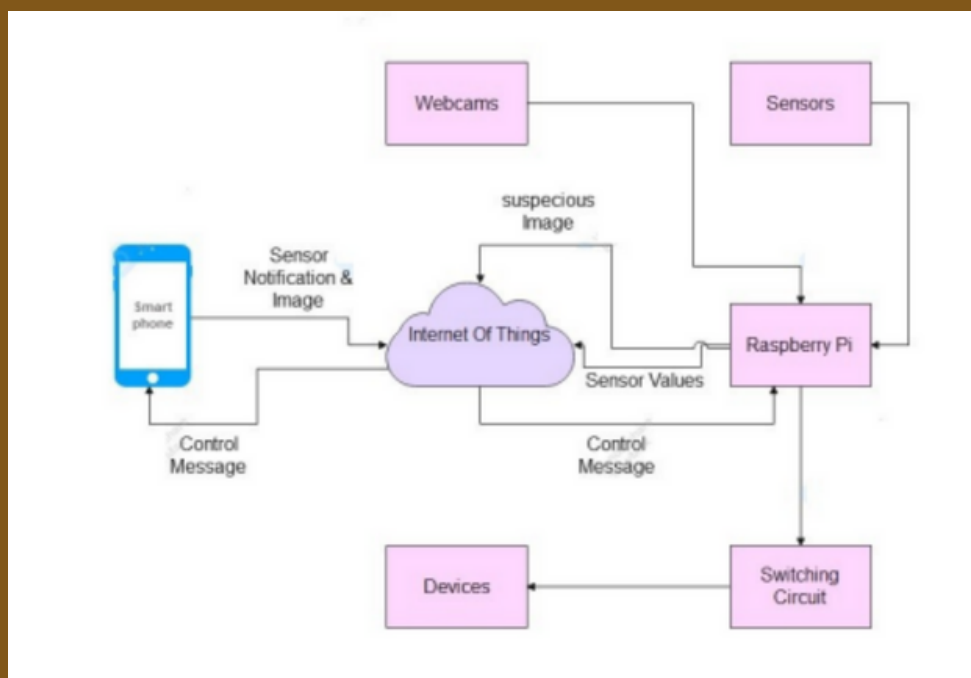 Webcams
Sensors
suspecious
Image
Sensor
Notification &
Image
Smart
phone
Internet Of Things
Raspberry Pi
Sensor Values
Control
Message
Control
Message
Devices
Switching
Circuit